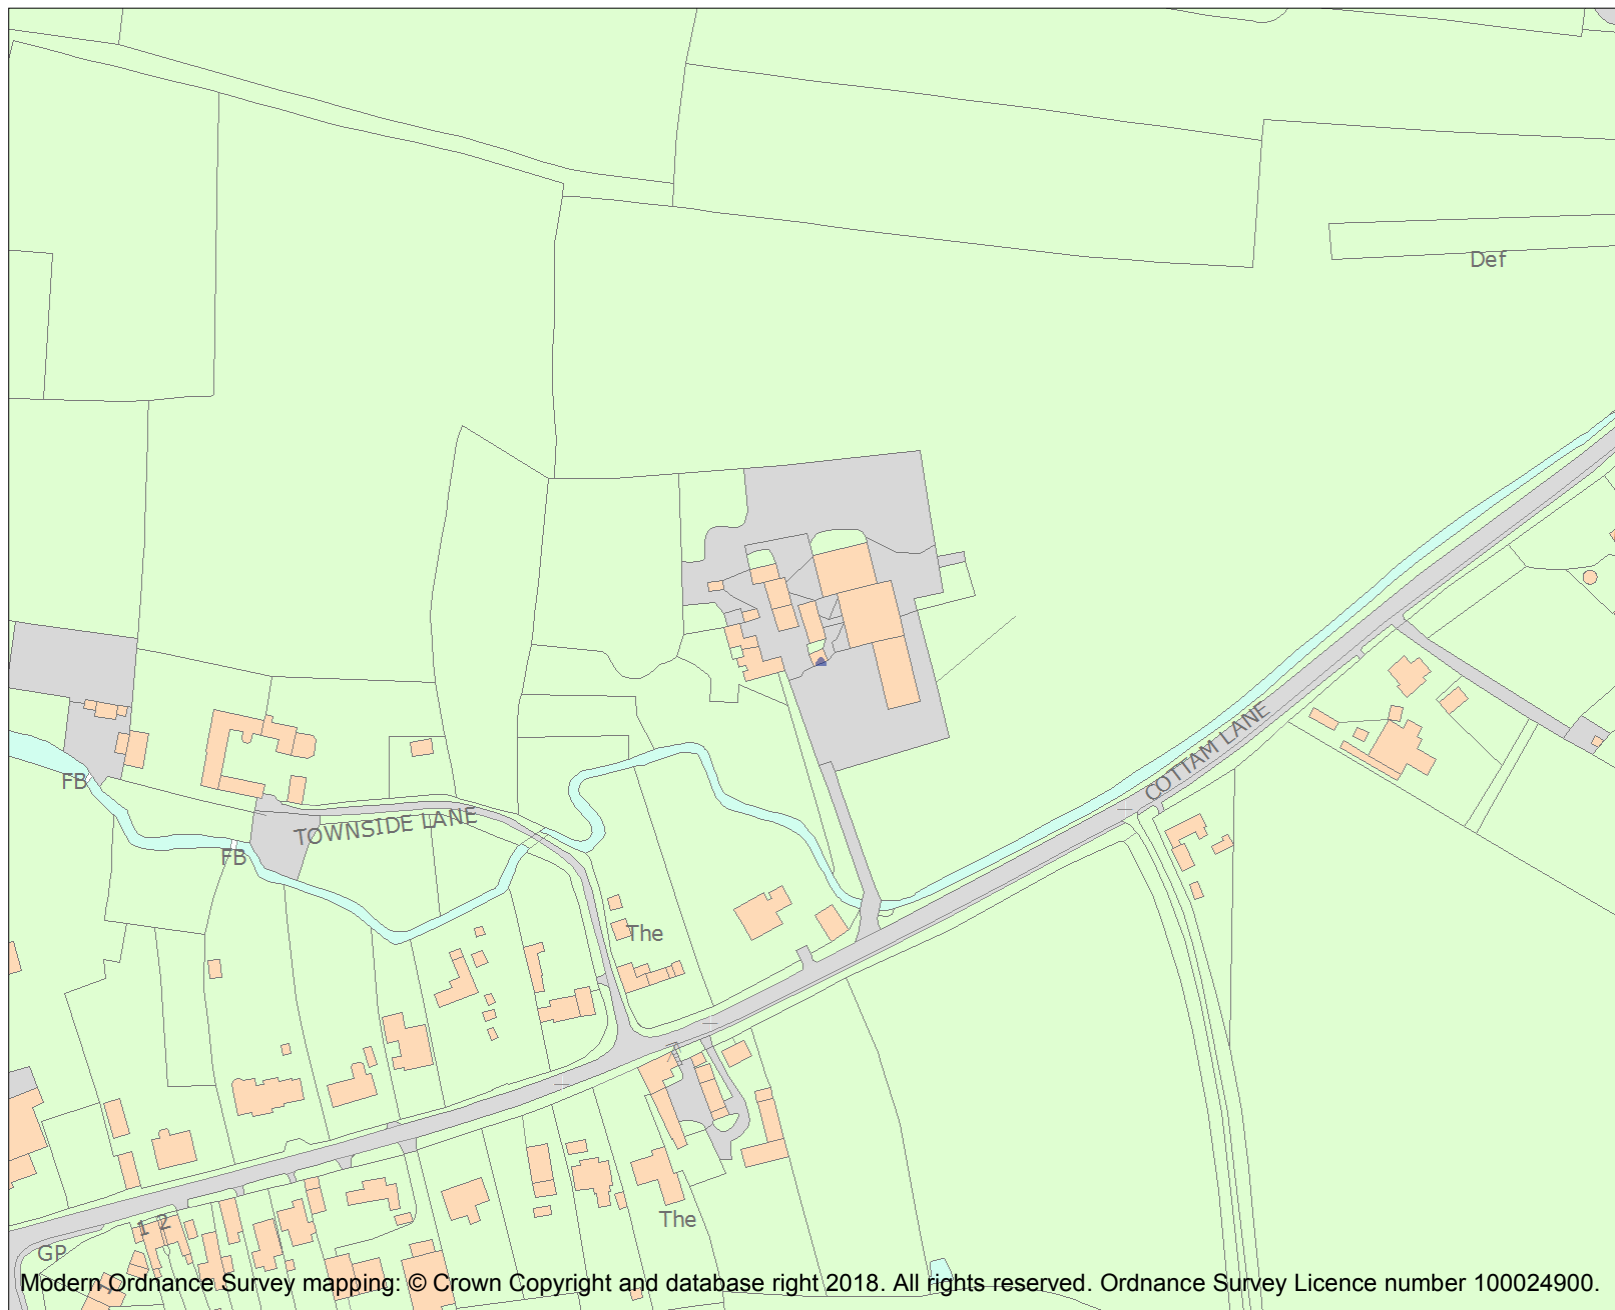 Def
COTTAM LANE
FB
TOWNSIDE LANE
FB
The
The
1 2
GP
Modern Ordnance Survey mapping: © Crown Copyright and database right 2018. All rights reserved. Ordnance Survey Licence number 100024900.